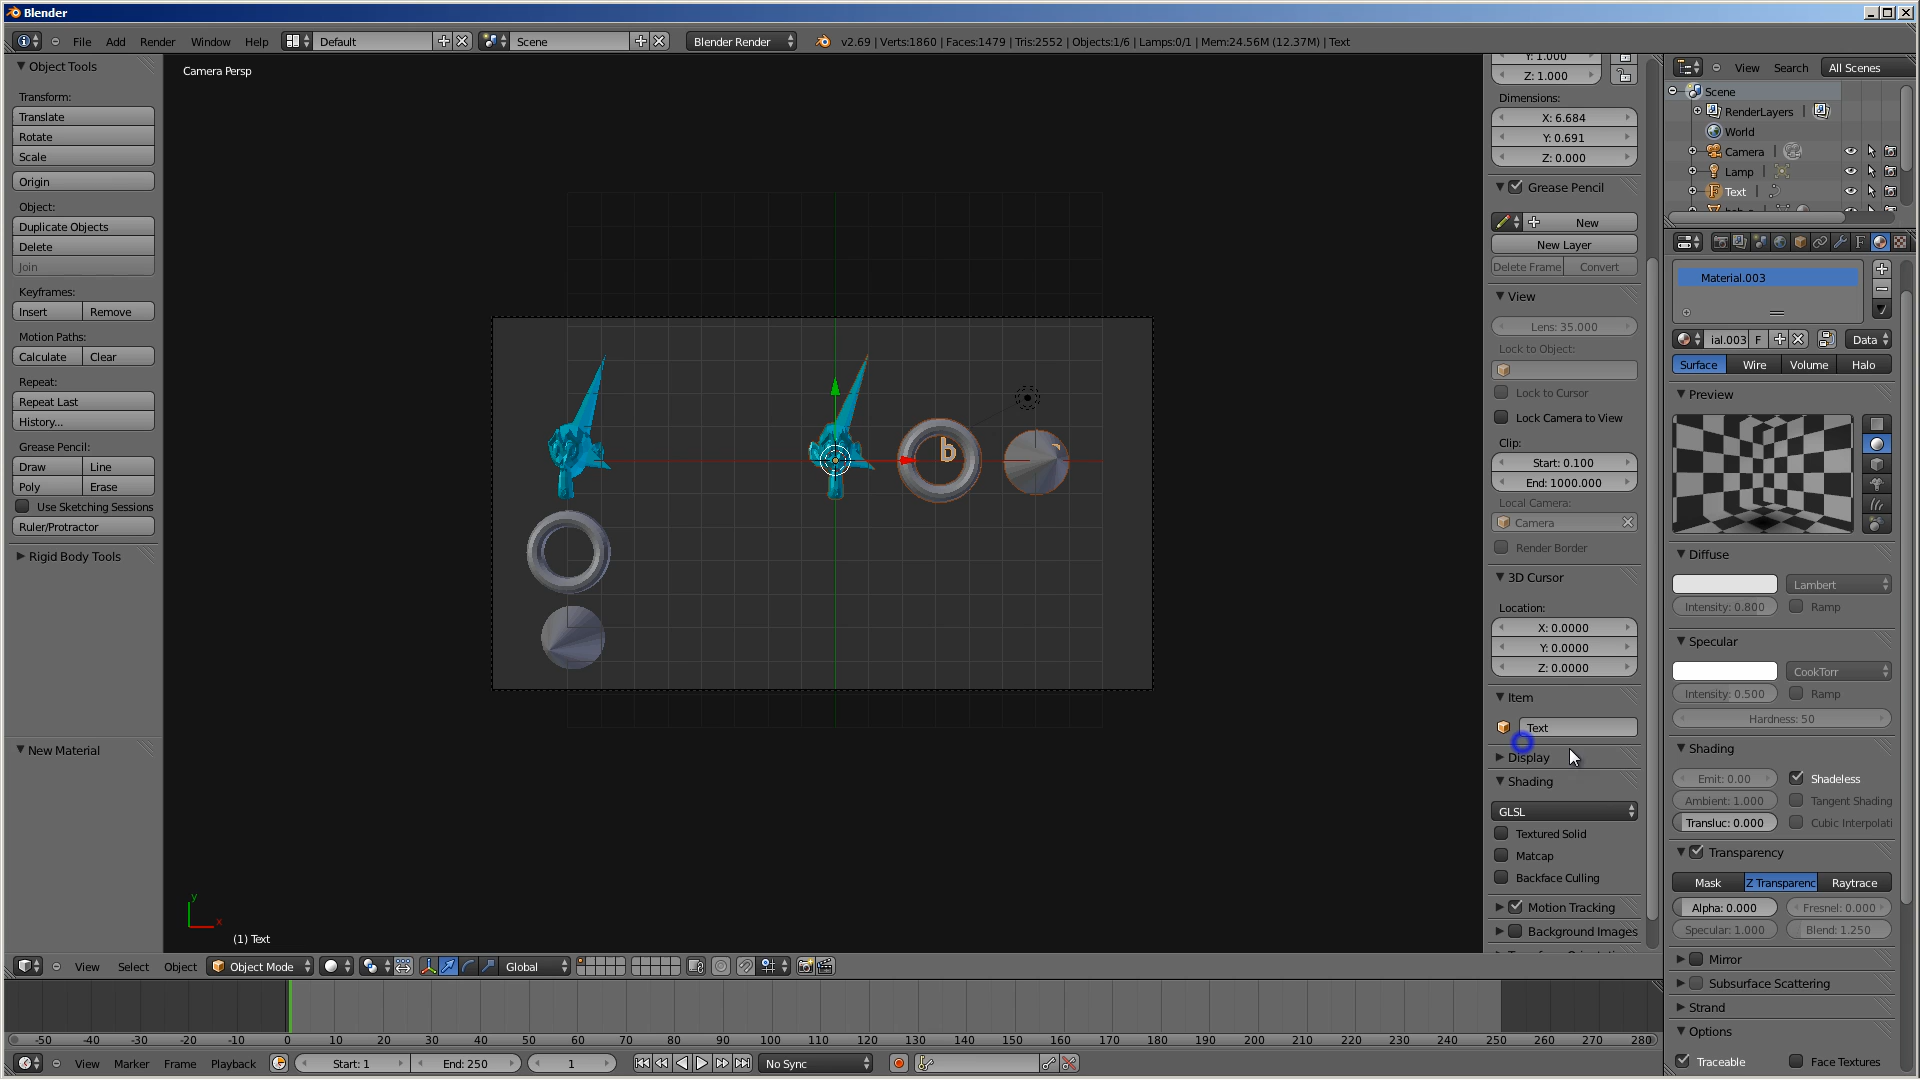 Blender
File Add Render Window Help Default Scene Blender Render v2.69 | Verts:1860 | Faces:1479 | Tris:2552 | Objects:1/6 | Lamps:0/1 | Mem:24.56M (12.37M) | Text
Object Tools
Transform:
Translate
Rotate
Scale
Origin
Object:
Duplicate Objects
Delete
Join
Keyframes:
Insert Remove
Motion Paths:
Calculate Clear
Repeat:
Repeat Last
History...
Grease Pencil:
Draw Line
Poly Erase
Use Sketching Sessions
Ruler/Protractor
Rigid Body Tools
New Material
Camera Persp
b
y
x
(1) Text
Y: 1.000
Z: 1.000
Dimensions:
X: 6.684
Y: 0.691
Z: 0.000
Grease Pencil
New
New Layer
Delete Frame Convert
View
Lens: 35.000
Lock to Object:
Lock to Cursor
Lock Camera to View
Clip:
Start: 0.100
End: 1000.000
Local Camera:
Camera
Render Border
3D Cursor
Location:
X: 0.0000
Y: 0.0000
Z: 0.0000
Item
Text
Display
Shading
GLSL
Textured Solid
Matcap
Backface Culling
Motion Tracking
Background Images
View Search All Scenes
Scene
RenderLayers |
World
Camera |
Lamp |
Text |
Material.003
ial.003 F Data
Surface Wire Volume Halo
Preview
Diffuse
Lambert
Intensity: 0.800 Ramp
Specular
CookTorr
Intensity: 0.500 Ramp
Hardness: 50
Shading
Emit: 0.00 Shadeless
Ambient: 1.000 Tangent Shading
Transluc: 0.000 Cubic Interpolati
Transparency
Mask Z Transparenc Raytrace
Alpha: 0.000 Fresnel: 0.000
Specular: 1.000 Blend: 1.250
Mirror
Subsurface Scattering
Strand
Options
Traceable Face Textures
View Select Object Object Mode Global
-50 -40 -30 -20 -10 0 10 20 30 40 50 60 70 80 90 100 110 120 130 140 150 160 170 180 190 200 210 220 230 240 250 260 270 280
View Marker Frame Playback Start: 1 End: 250 1 No Sync